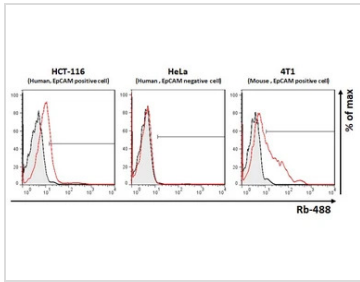 HCT-116
(Human, EpCAM positive cell)
HeLa
(Human , EpCAM negative cell)
4T1
(Mouse , EpCAM positive cell)
100
80
60
40
20
0
100
80
60
40
20
0
100
80
60
40
20
0
% of max
Rb-488